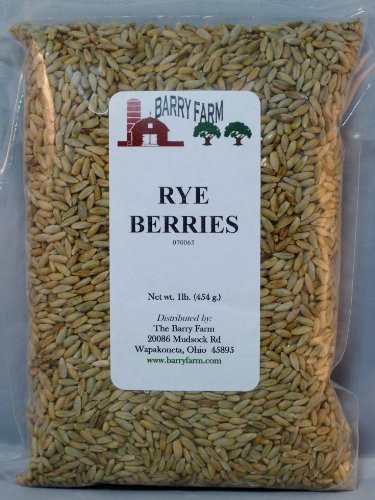 BARRY FARM
RYE
BERRIES
070065
Net wt. 1lb. (454 g.)
Distributed by:
The Barry Farm
20086 Mudsock Rd
Wapakoneta, Ohio 45895
www.barryfarm.com